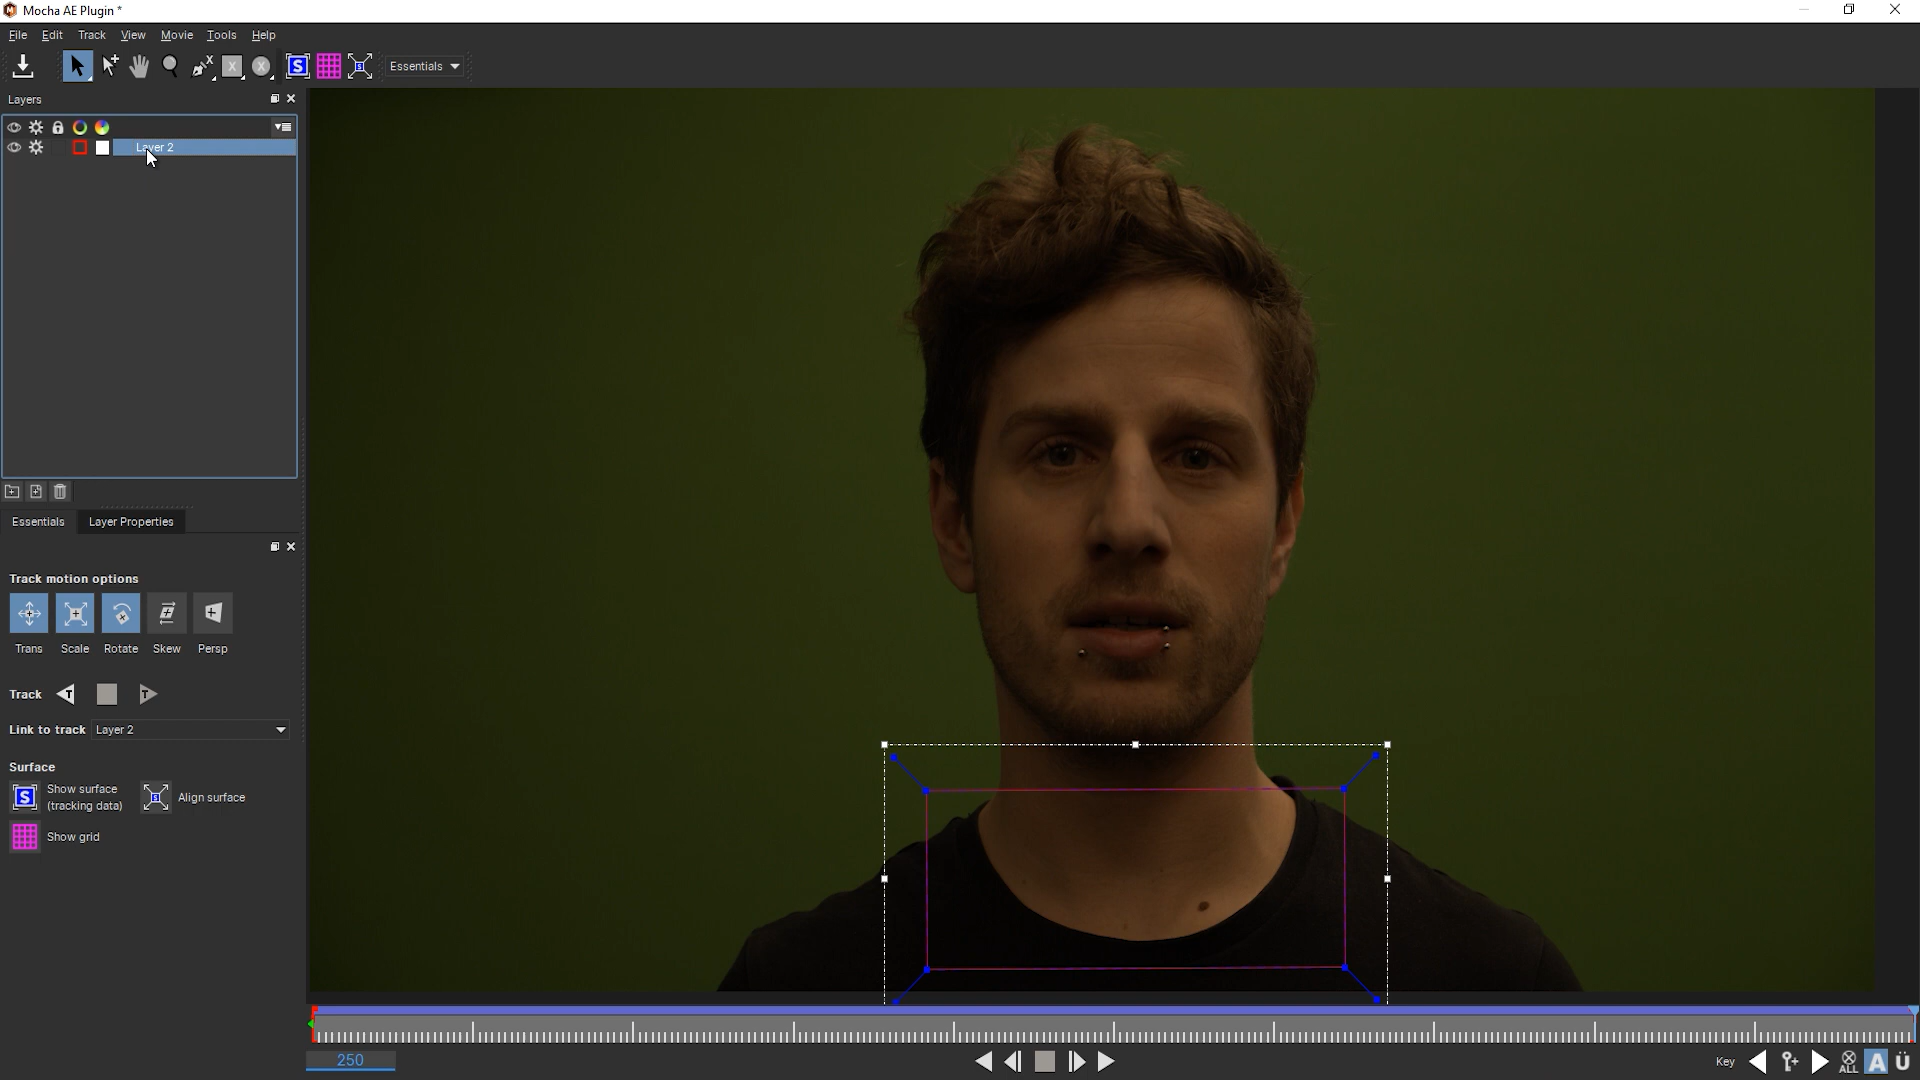 Mocha AE Plugin *
File Edit Track View Movie Tools Help
S S Essentials
Layers
Layer 2
Essentials Layer Properties
Track motion options
Trans Scale Rotate Skew Persp
Track T T
Link to track Layer 2
Surface
S Show surface (tracking data) S Align surface
Show grid
250 Key ALL A Ü